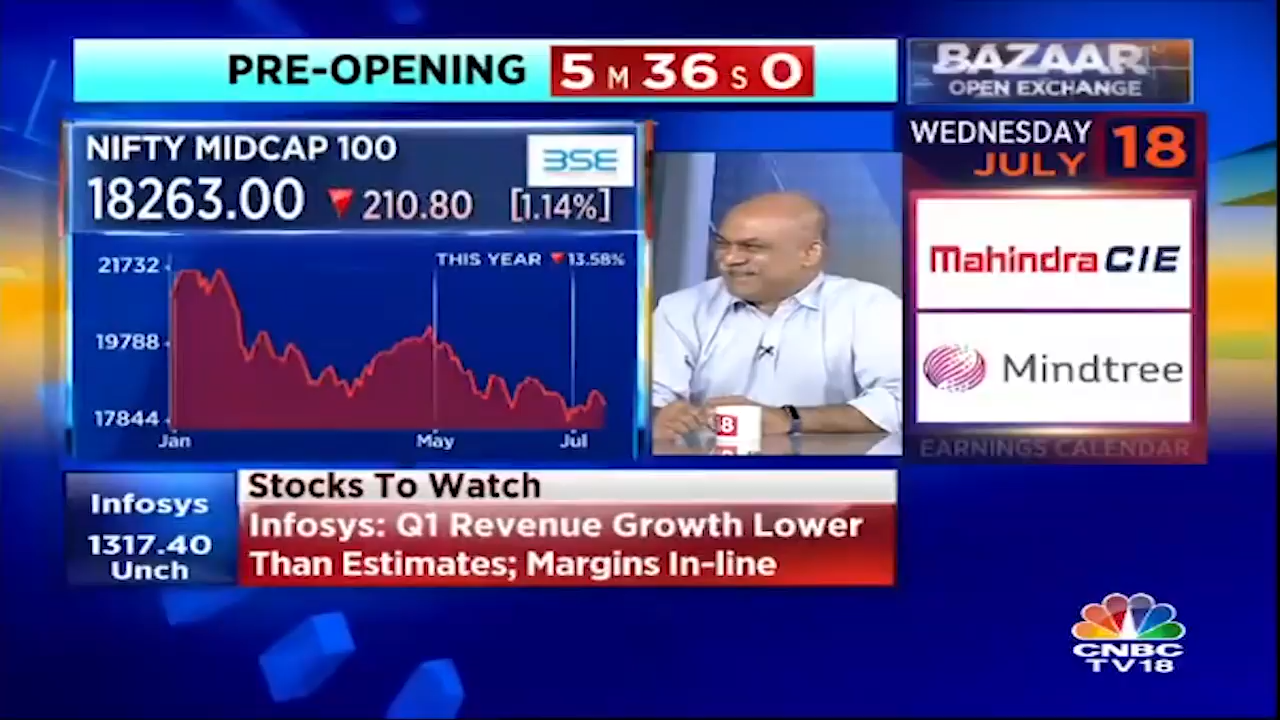 PRE-OPENING 5 M 36 S 0
BAZAAR
OPEN EXCHANGE
NIFTY MIDCAP 100
BSE
18263.00 ▼ 210.80 [1.14%]
THIS YEAR ▼ 13.58%
21732
19788
17844
Jan May Jul
8
WEDNESDAY
JULY 18
Mahindra CIE
Mindtree
EARNINGS CALENDAR
Infosys
1317.40
Unch
Stocks To Watch
Infosys: Q1 Revenue Growth Lower
Than Estimates; Margins In-line
CNBC
TV18